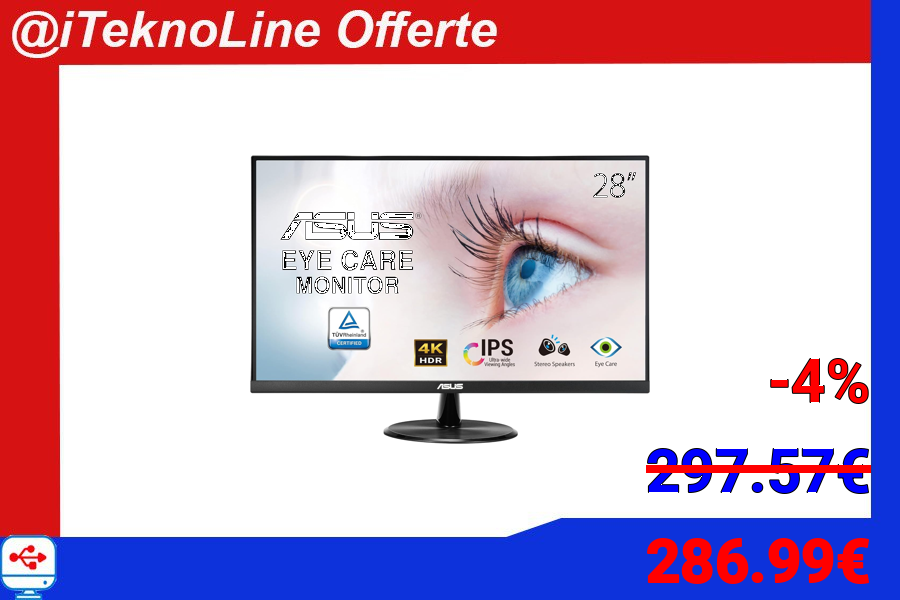 @iTeknoLine Offerte
28"
ASUS
EYE CARE
MONITOR
TÜVRheinland
CERTIFIED
4K
HDR
IPS
Ultra-wide
Viewing Angles
Stereo Speakers
Eye Care
ASUS
-4%
297.57€
286.99€